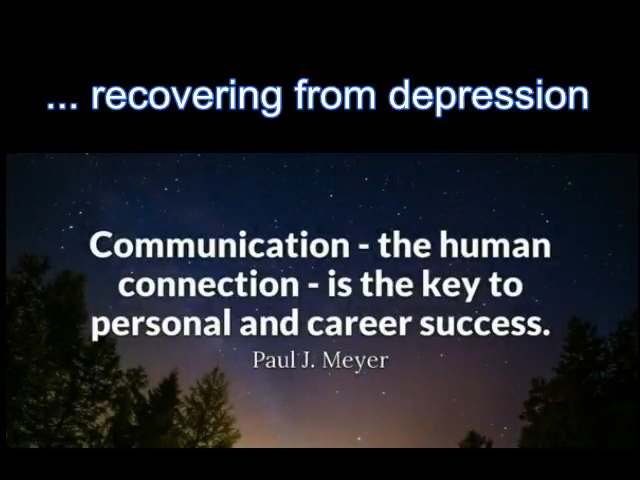 ... recovering from depression
Communication - the human
connection - is the key to
personal and career success.
Paul J. Meyer